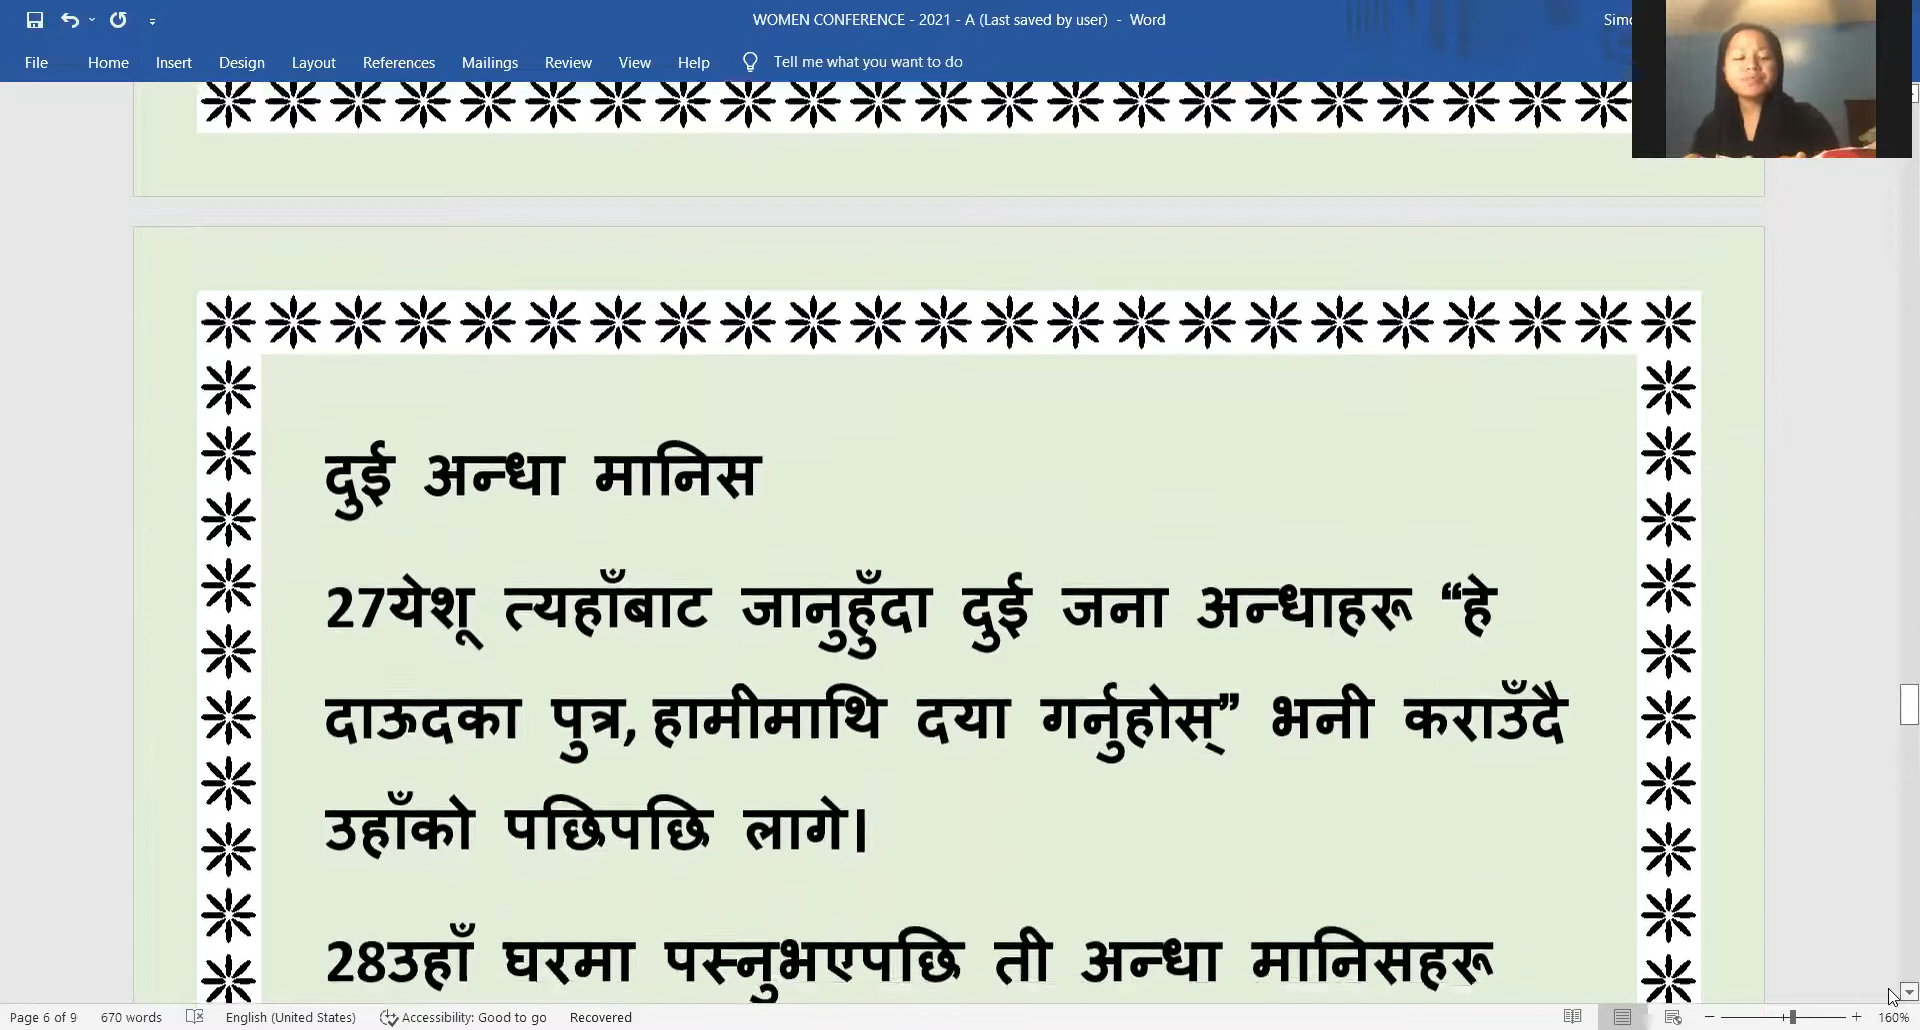 WOMEN CONFERENCE - 2021 - A (Last saved by user) - Word
File Home Insert Design Layout References Mailings Review View Help Tell me what you want to do
दुई अन्धा मानिस
27येशू त्यहाँबाट जानुहुँदा दुई जना अन्धाहरू “हे
दाऊदका पुत्र, हामीमाथि दया गर्नुहोस्” भनी कराउँदै
उहाँको पछिपछि लागे।
28उहाँ घरमा पस्नुभएपछि ती अन्धा मानिसहरू
Page 6 of 9 670 words English (United States) Accessibility: Good to go Recovered 160%